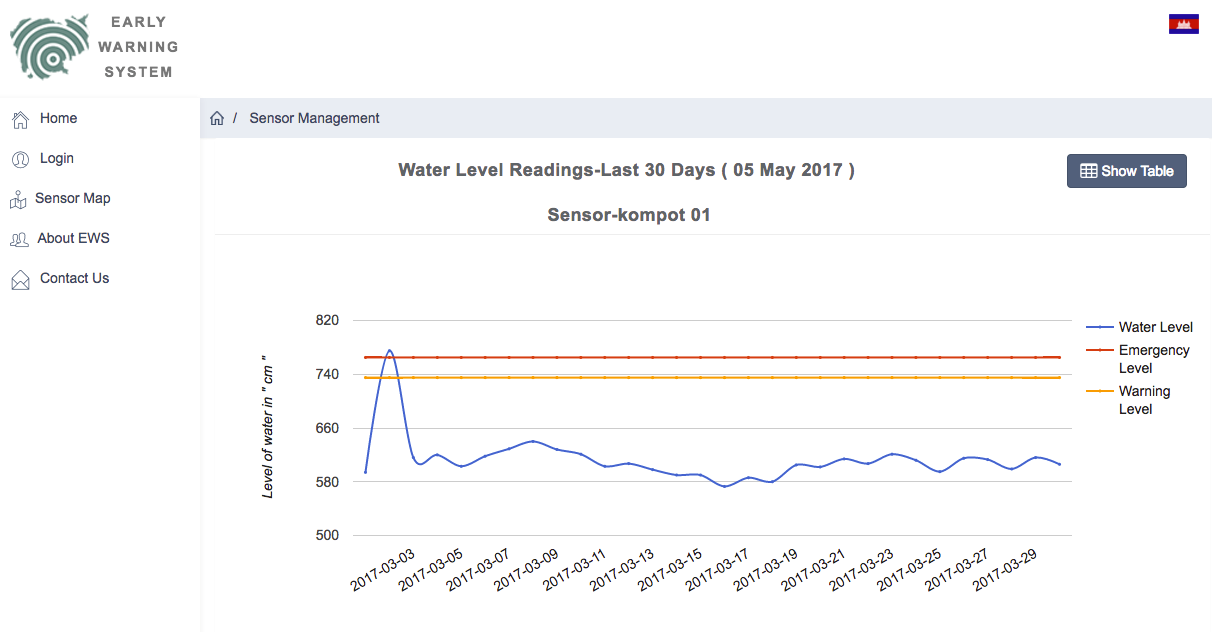 EARLY
WARNING
SYSTEM
Home
Login
Sensor Map
About EWS
Contact Us
/ Sensor Management
Water Level Readings-Last 30 Days ( 05 May 2017 )
Show Table
Sensor-kompot 01
820
740
660
580
500
Level of water in " cm "
2017-03-03
2017-03-05
2017-03-07
2017-03-09
2017-03-11
2017-03-13
2017-03-15
2017-03-17
2017-03-19
2017-03-21
2017-03-23
2017-03-25
2017-03-27
2017-03-29
Water Level
Emergency
Level
Warning
Level